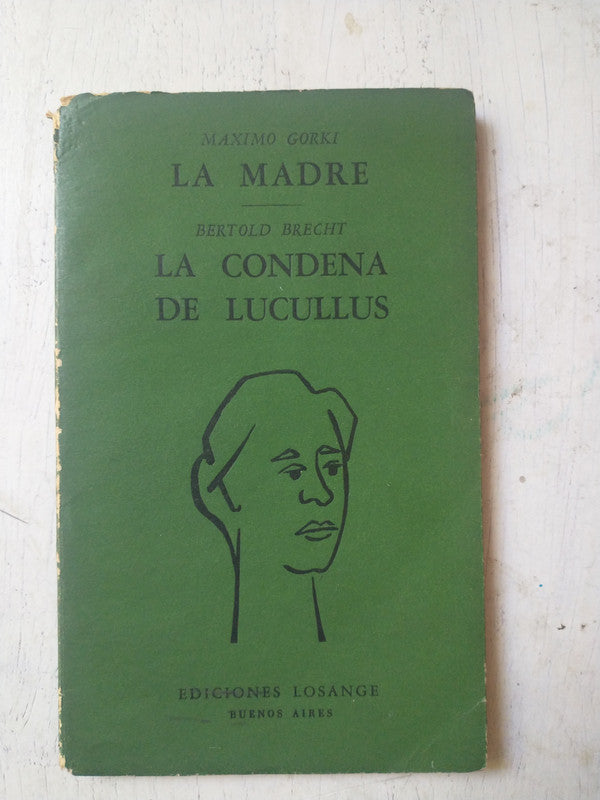 MAXIMO GORKI
LA MADRE
BERTOLD BRECHT
LA CONDENA
DE LUCULLUS
EDICIONES LOSANGE
BUENOS AIRES